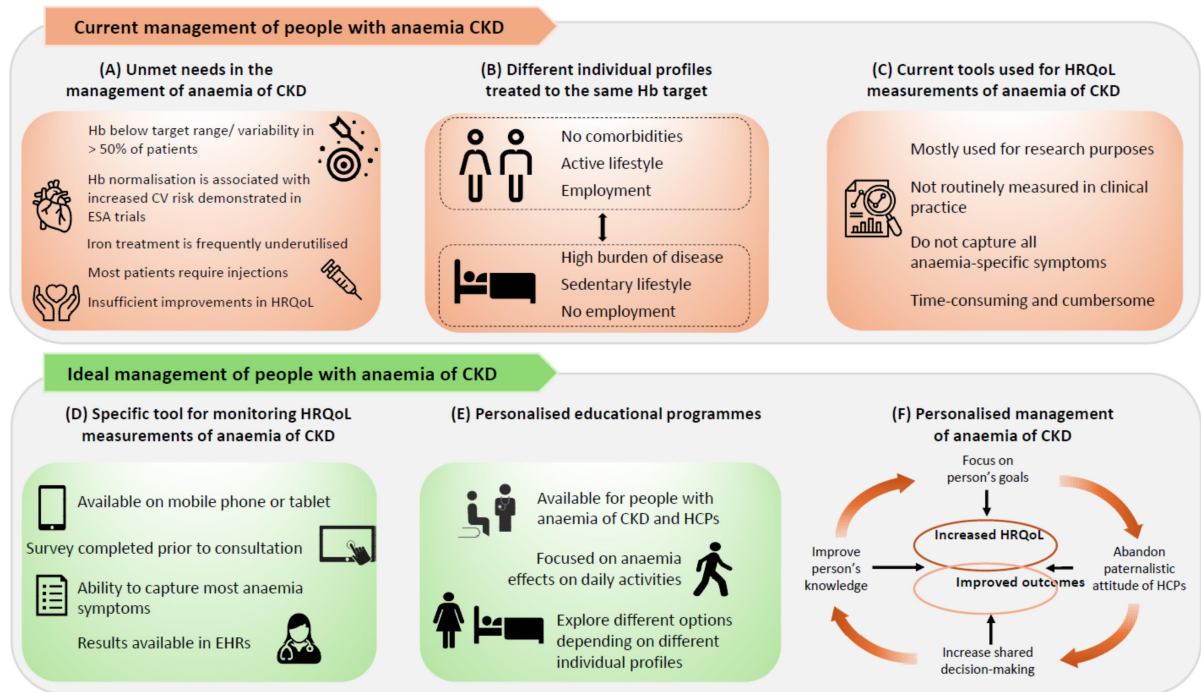 Current management of people with anaemia CKD
(A) Unmet needs in the
management of anaemia of CKD
Hb below target range/ variability in
> 50% of patients
Hb normalisation is associated with
increased CV risk demonstrated in
ESA trials
Iron treatment is frequently underutilised
Most patients require injections
Insufficient improvements in HRQoL
(B) Different individual profiles
treated to the same Hb target
No comorbidities
Active lifestyle
Employment
High burden of disease
Sedentary lifestyle
No employment
(C) Current tools used for HRQoL
measurements of anaemia of CKD
Mostly used for research purposes
Not routinely measured in clinical
practice
Do not capture all
anaemia-specific symptoms
Time-consuming and cumbersome
Ideal management of people with anaemia of CKD
(D) Specific tool for monitoring HRQoL
measurements of anaemia of CKD
Available on mobile phone or tablet
Survey completed prior to consultation
Ability to capture most anaemia
symptoms
Results available in EHRs
(E) Personalised educational programmes
Available for people with
anaemia of CKD and HCPs
Focused on anaemia
effects on daily activities
Explore different options
depending on different
individual profiles
(F) Personalised management
of anaemia of CKD
Focus on
person's goals
Increased HRQoL
Improved outcomes
Improve
person's
knowledge
Abandon
paternalistic
attitude of HCPs
Increase shared
decision-making